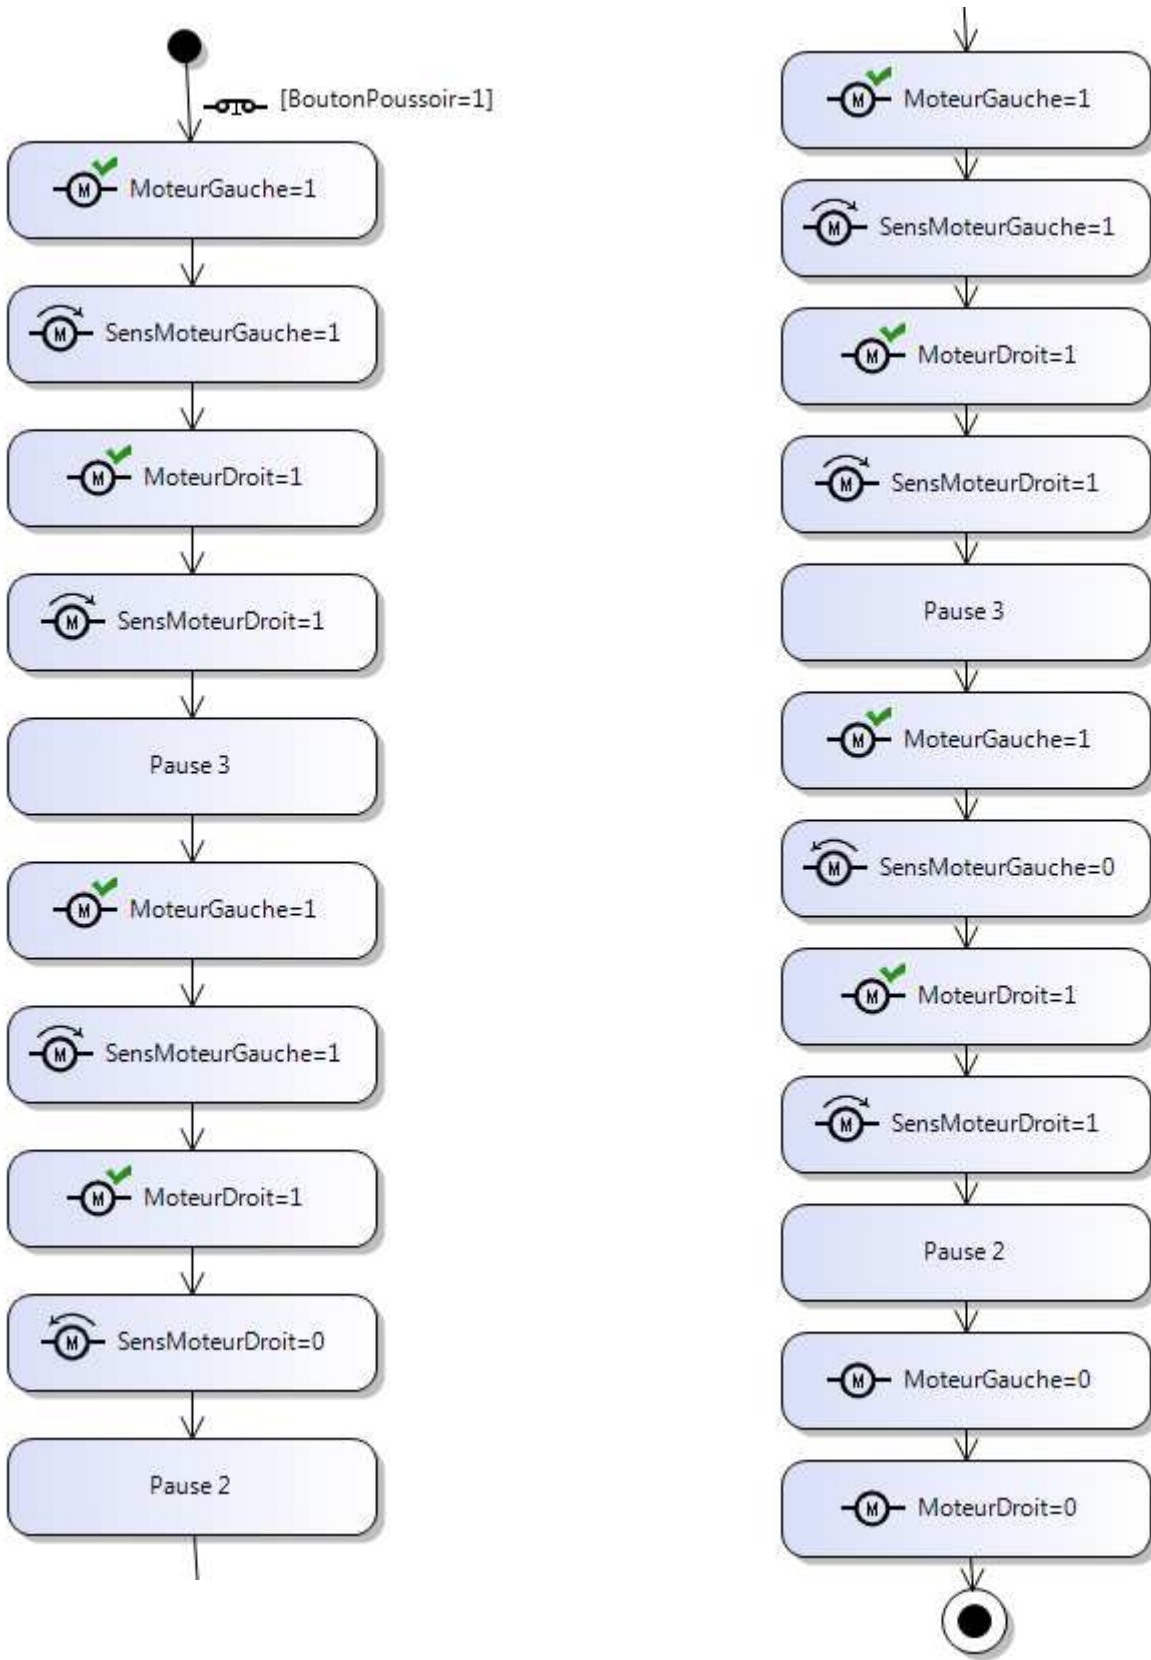 [BoutonPoussoir=1]
MoteurGauche=1
SensMoteurGauche=1
MoteurDroit=1
SensMoteurDroit=1
Pause 3
MoteurGauche=1
SensMoteurGauche=1
MoteurDroit=1
SensMoteurDroit=0
Pause 2
MoteurGauche=1
SensMoteurGauche=1
MoteurDroit=1
SensMoteurDroit=1
Pause 3
MoteurGauche=1
SensMoteurGauche=0
MoteurDroit=1
SensMoteurDroit=1
Pause 2
MoteurGauche=0
MoteurDroit=0